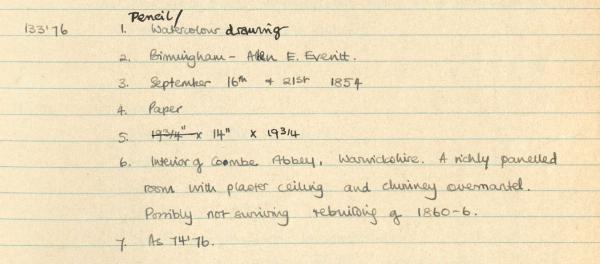 Pencil/
133'76 1. Watercolour drawing
2. Birmingham - Allen E. Everitt.
3. September 16th + 21st 1854
4. Paper
5. 19 3/4" x 14" x 19 3/4
6. Interior of Coombe Abbey, Warwickshire. A richly panelled
room with plaster ceiling and chimney overmantel.
Possibly not surviving rebuilding of 1860-6.
7. As 74'76.